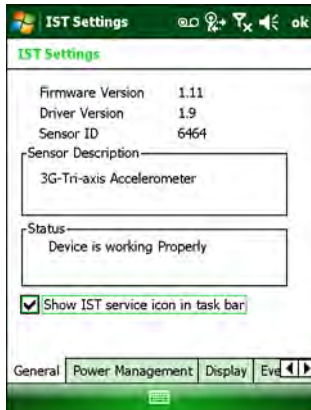 IST Settings ok
IST Settings
Firmware Version 1.11
Driver Version 1.9
Sensor ID 6464
Sensor Description
3G-Tri-axis Accelerometer
Status
Device is working Properly
Show IST service icon in task bar
General Power Management Display Eve